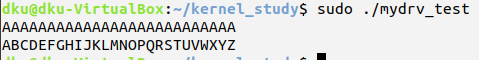 dku@dku-VirtualBox:~/kernel_study$ sudo ./mydrv_test
AAAAAAAAAAAAAAAAAAAAAAAAAA
ABCDEFGHIJKLMNOPQRSTUVWXYZ